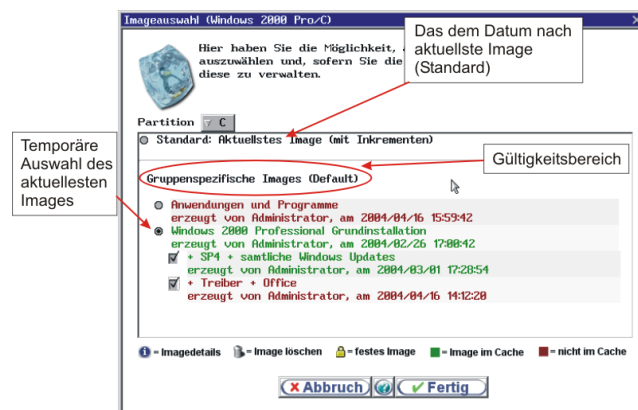 Imageauswahl (Windows 2000 Pro/C)
Das dem Datum nach
aktuellste Image
(Standard)
Hier haben Sie die Möglichkeit,
auszuwählen und, sofern Sie die
diese zu verwalten.
Partition C
Standard: Aktuellstes Image (mit Inkrementen)
Temporäre
Auswahl des
aktuellesten
Images
Gültigkeitsbereich
Gruppenspezifische Images (Default)
Anwendungen und Programme
erzeugt von Administrator, am 2004/04/16 15:59:42
Windows 2000 Professional Grundinstallation
erzeugt von Administrator, am 2004/02/26 17:00:42
+ SP4 + samtliche Windows Updates
erzeugt von Administrator, am 2004/03/01 17:28:54
+ Treiber + Office
erzeugt von Administrator, am 2004/04/16 14:12:20
= Imagedetails = Image löschen = festes Image = Image im Cache = nicht im Cache
Abbruch Fertig